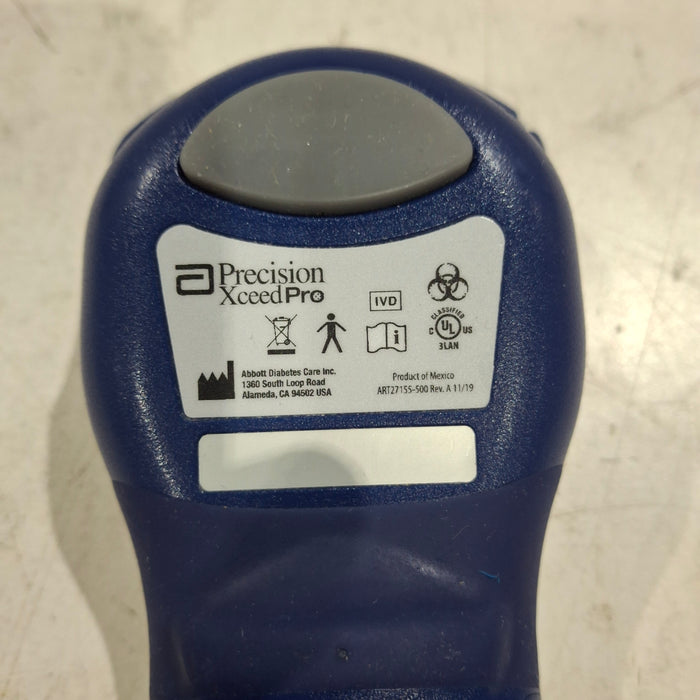 Precision
XceedPro
IVD
i
CLASSIFIED
C UL US
3LAN
Abbott Diabetes Care Inc.
1360 South Loop Road
Alameda, CA 94502 USA
Product of Mexico
ART27155-500 Rev. A 11/19